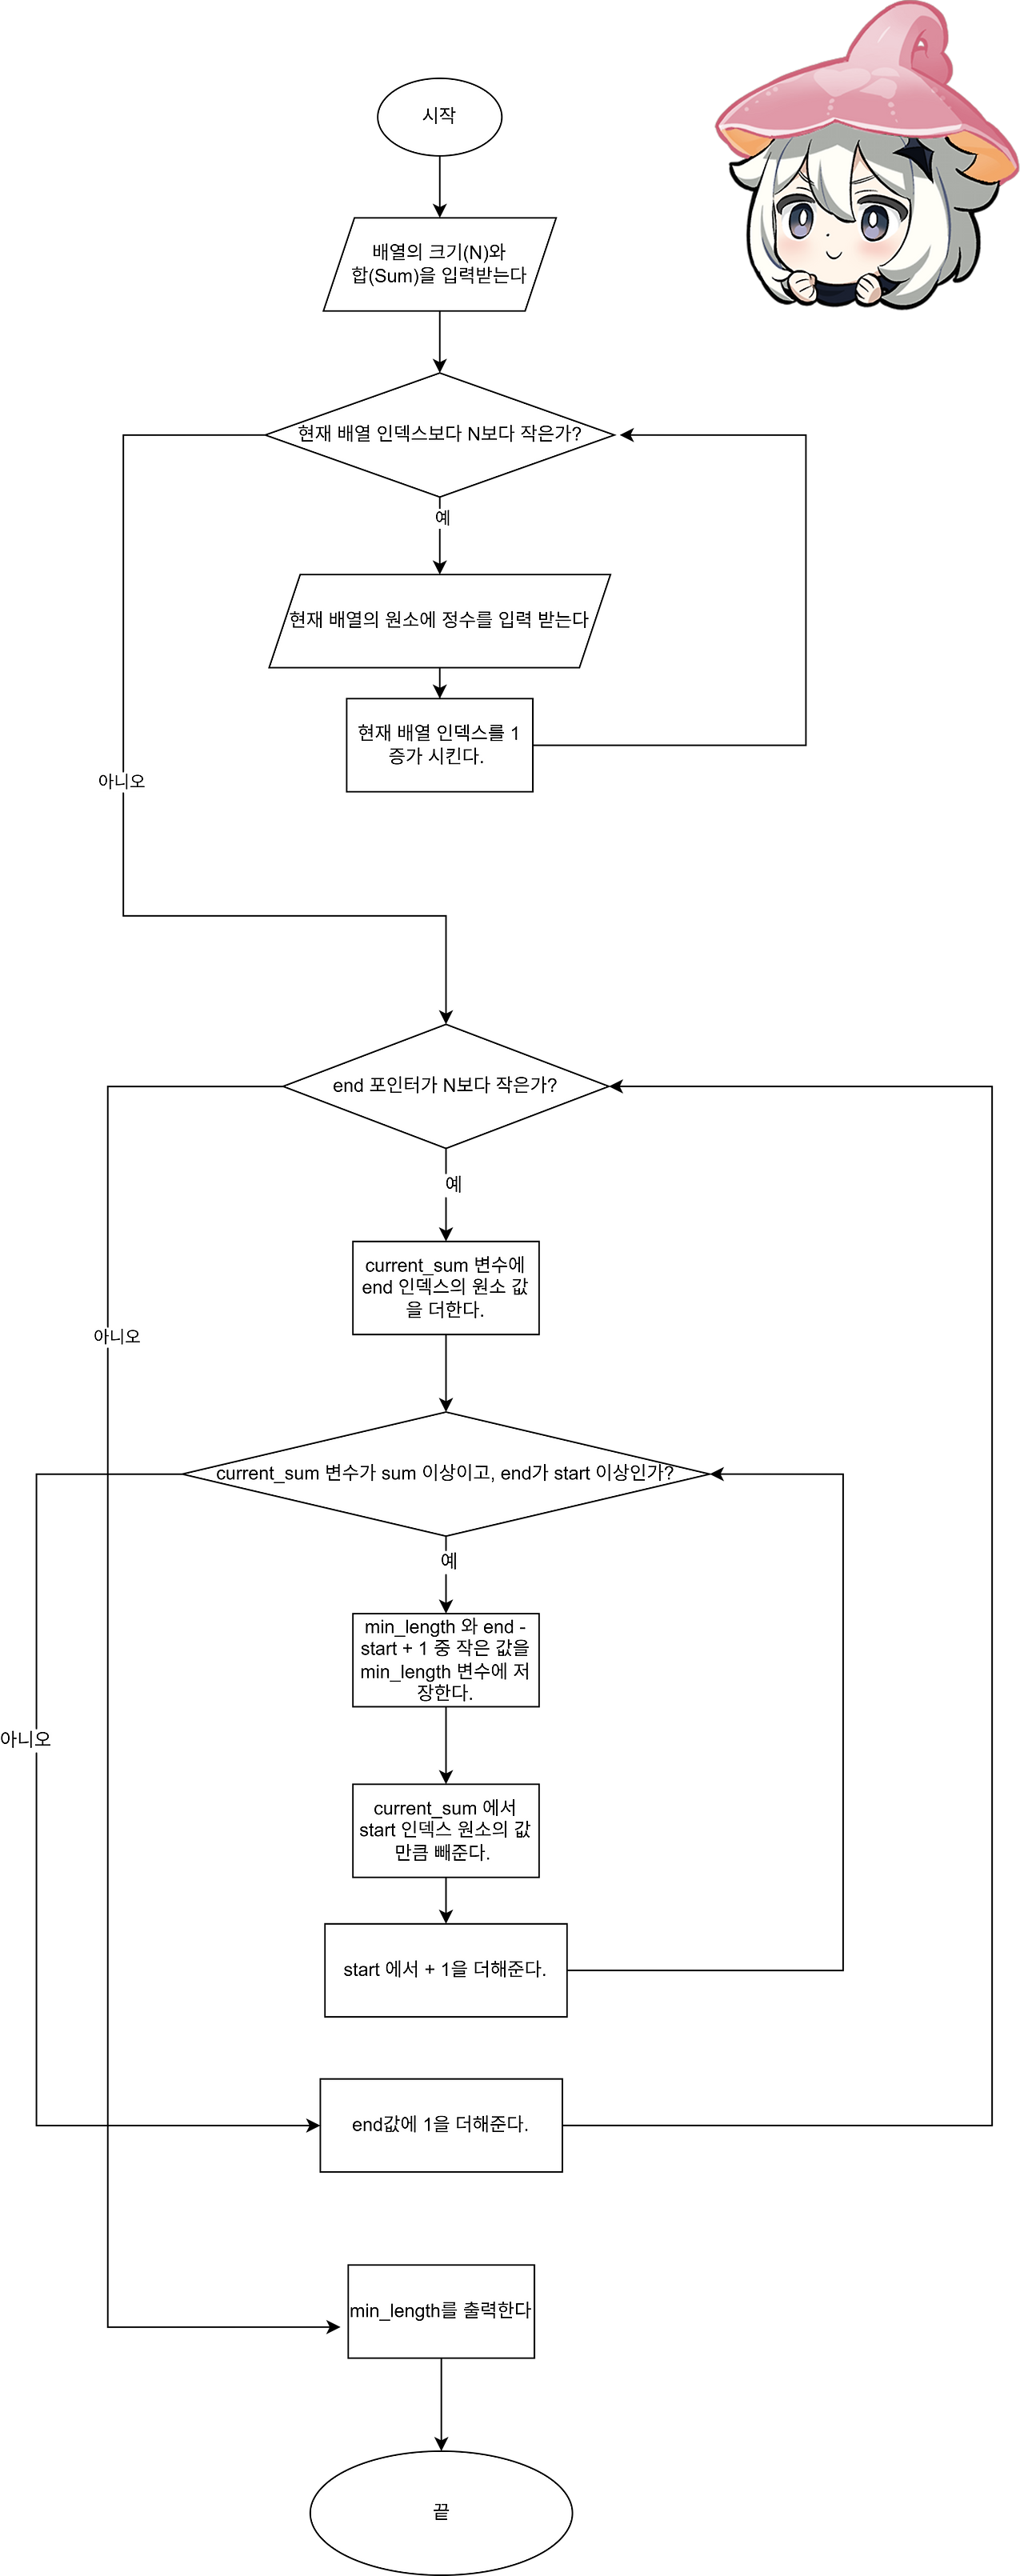 시작
배열의 크기(N)와
합(Sum)을 입력받는다
현재 배열 인덱스보다 N보다 작은가?
예
현재 배열의 원소에 정수를 입력 받는다
현재 배열 인덱스를 1
증가 시킨다.
아니오
end 포인터가 N보다 작은가?
예
current_sum 변수에
end 인덱스의 원소 값
을 더한다.
아니오
current_sum 변수가 sum 이상이고, end가 start 이상인가?
예
min_length 와 end -
start + 1 중 작은 값을
min_length 변수에 저
장한다.
아니오
current_sum 에서
start 인덱스 원소의 값
만큼 빼준다.
start 에서 + 1을 더해준다.
end값에 1을 더해준다.
min_length를 출력한다
끝